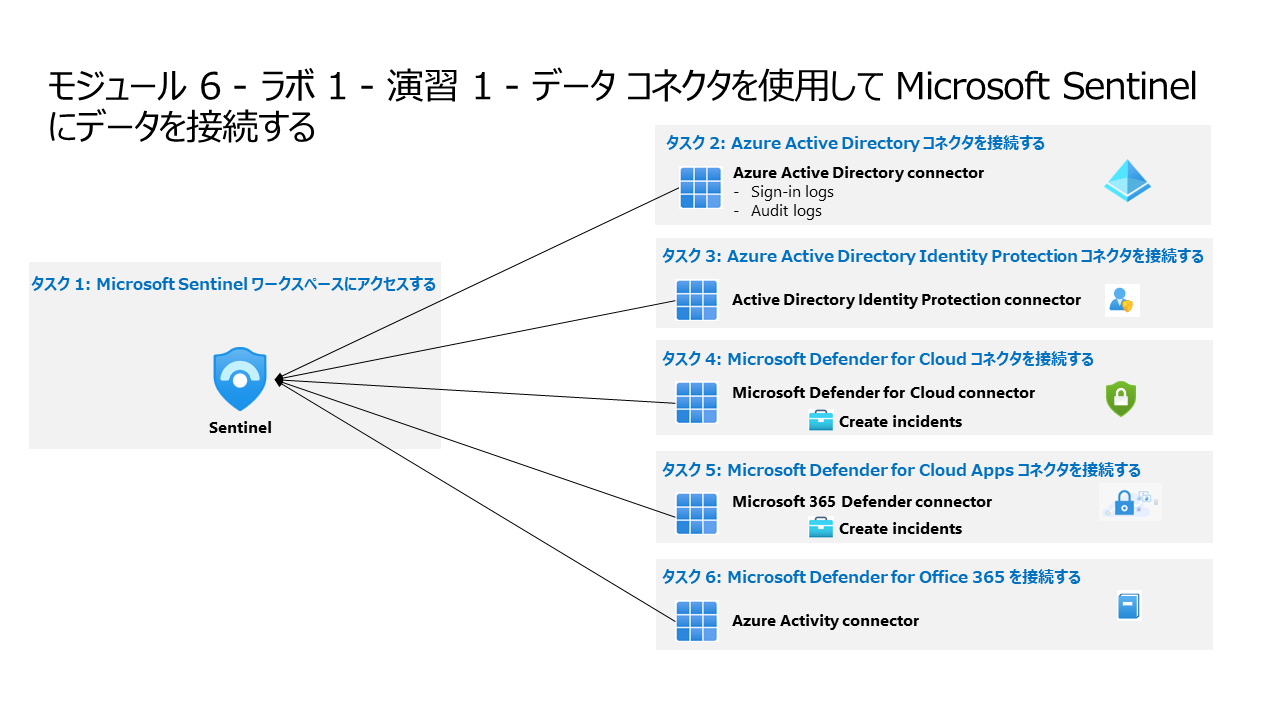 モジュール 6 - ラボ 1 - 演習 1 - データ コネクタを使用して Microsoft Sentinel
にデータを接続する
タスク 1: Microsoft Sentinel ワークスペースにアクセスする
Sentinel
タスク 2: Azure Active Directory コネクタを接続する
Azure Active Directory connector
- Sign-in logs
- Audit logs
タスク 3: Azure Active Directory Identity Protection コネクタを接続する
Active Directory Identity Protection connector
タスク 4: Microsoft Defender for Cloud コネクタを接続する
Microsoft Defender for Cloud connector
Create incidents
タスク 5: Microsoft Defender for Cloud Apps コネクタを接続する
Microsoft 365 Defender connector
Create incidents
タスク 6: Microsoft Defender for Office 365 を接続する
Azure Activity connector